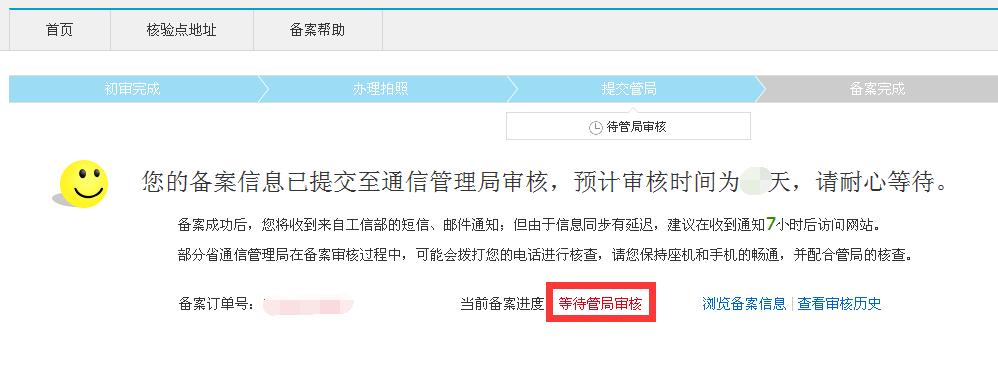 首页 核验点地址 备案帮助
初审完成 办理拍照 提交管局 备案完成
待管局审核
您的备案信息已提交至通信管理局审核，预计审核时间为 天，请耐心等待。
备案成功后，您将收到来自工信部的短信、邮件通知；但由于信息同步有延迟，建议在收到通知7小时后访问网站。
部分省通信管理局在备案审核过程中，可能会拨打您的电话进行核查，请您保持座机和手机的畅通，并配合管局的核查。
备案订单号： 当前备案进度 等待管局审核 浏览备案信息 | 查看审核历史